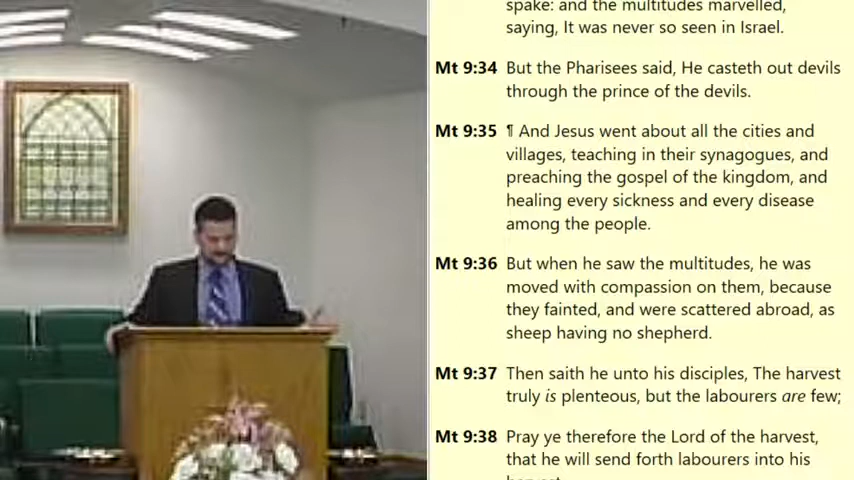 spake: and the multitudes marvelled,
saying, It was never so seen in Israel.
Mt 9:34 But the Pharisees said, He casteth out devils
through the prince of the devils.
Mt 9:35 ¶ And Jesus went about all the cities and
villages, teaching in their synagogues, and
preaching the gospel of the kingdom, and
healing every sickness and every disease
among the people.
Mt 9:36 But when he saw the multitudes, he was
moved with compassion on them, because
they fainted, and were scattered abroad, as
sheep having no shepherd.
Mt 9:37 Then saith he unto his disciples, The harvest
truly is plenteous, but the labourers are few;
Mt 9:38 Pray ye therefore the Lord of the harvest,
that he will send forth labourers into his